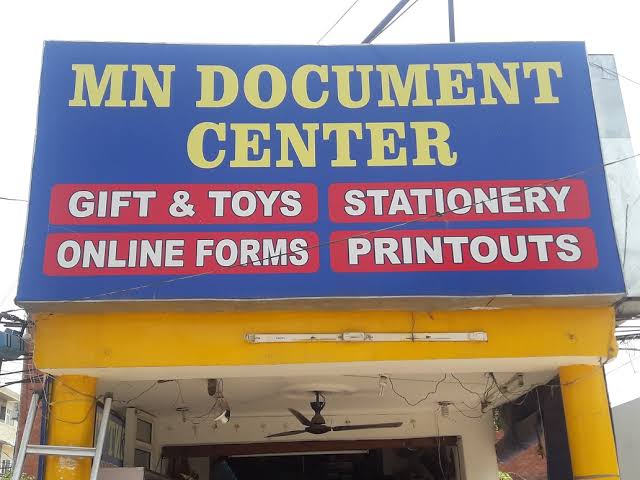 MN DOCUMENT
CENTER
GIFT & TOYS
STATIONERY
ONLINE FORMS
PRINTOUTS